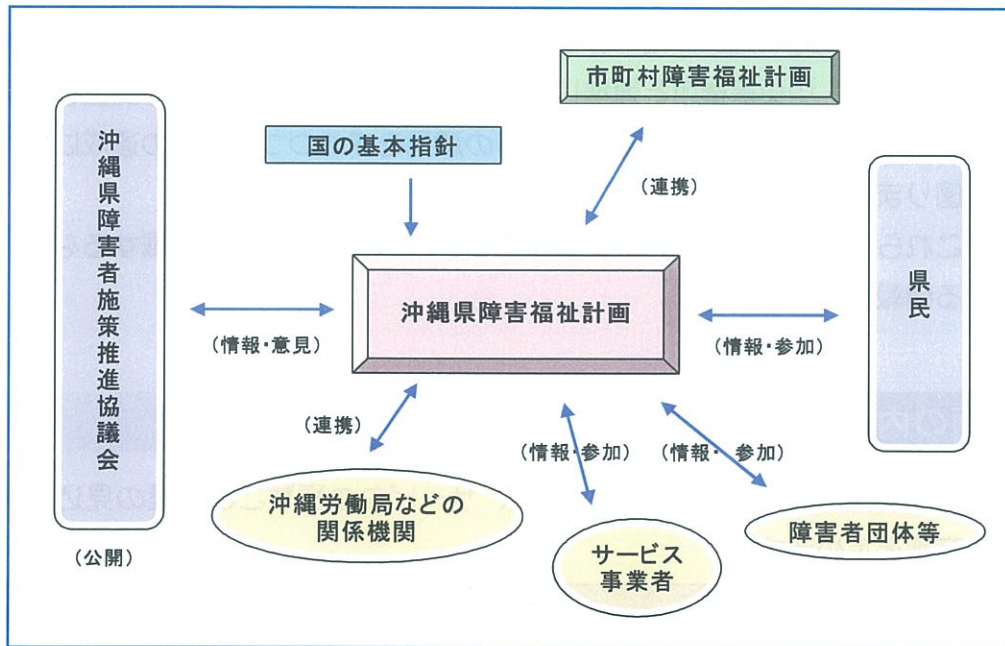 市町村障害福祉計画
国の基本指針
(連携)
沖縄県障害者施策推進協議会
(公開)
沖縄県障害福祉計画
(情報・意見)
(情報・参加)
県民
(連携)
(情報・参加)
(情報・ 参加)
沖縄労働局などの
関係機関
サービス
事業者
障害者団体等